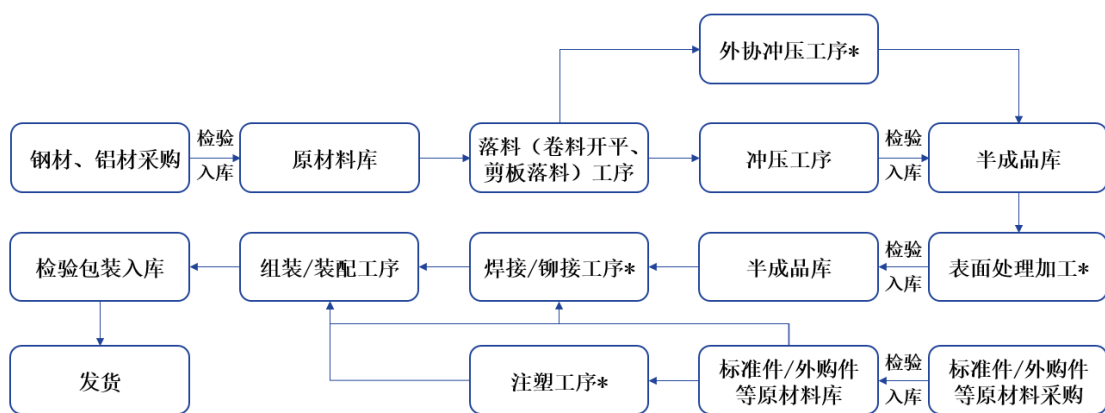 外协冲压工序*
钢材、铝材采购
检验
入库
原材料库
落料（卷料开平、
剪板落料）工序
冲压工序
检验
入库
半成品库
检验包装入库
组装/装配工序
焊接/铆接工序*
半成品库
检验
入库
表面处理加工*
发货
注塑工序*
标准件/外购件
等原材料库
检验
入库
标准件/外购件
等原材料采购